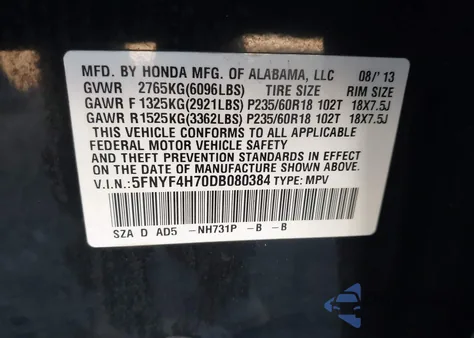 MFD. BY HONDA MFG. OF ALABAMA, LLC 08/'13
GVWR 2765KG(6096LBS) TIRE SIZE RIM SIZE
GAWR F 1325KG(2921LBS) P235/60R18 102T 18X7.5J
GAWR R 1525KG(3362LBS) P235/60R18 102T 18X7.5J
THIS VEHICLE CONFORMS TO ALL APPLICABLE
FEDERAL MOTOR VEHICLE SAFETY
AND THEFT PREVENTION STANDARDS IN EFFECT
ON THE DATE OF MANUFACTURE SHOWN ABOVE.
V.I.N.:5FNYF4H70DB080384 TYPE: MPV
SZA D AD5 -NH731P -B -B